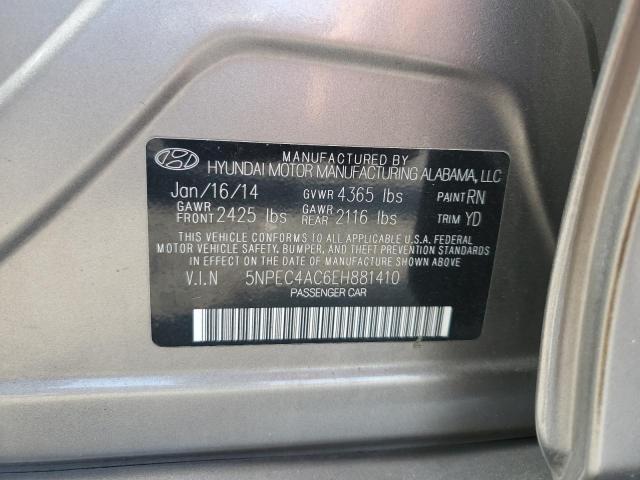 MANUFACTURED BY
HYUNDAI MOTOR MANUFACTURING ALABAMA, LLC
Jan/16/14 GVWR 4365 lbs PAINT RN
GAWR FRONT 2425 lbs GAWR REAR 2116 lbs TRIM YD
THIS VEHICLE CONFORMS TO ALL APPLICABLE U.S.A. FEDERAL
MOTOR VEHICLE SAFETY, BUMPER, AND THEFT PREVENTION STANDARDS
IN EFFECT ON THE DATE OF MANUFACTURE SHOWN ABOVE.
V.I.N 5NPEC4AC6EH881410
PASSENGER CAR